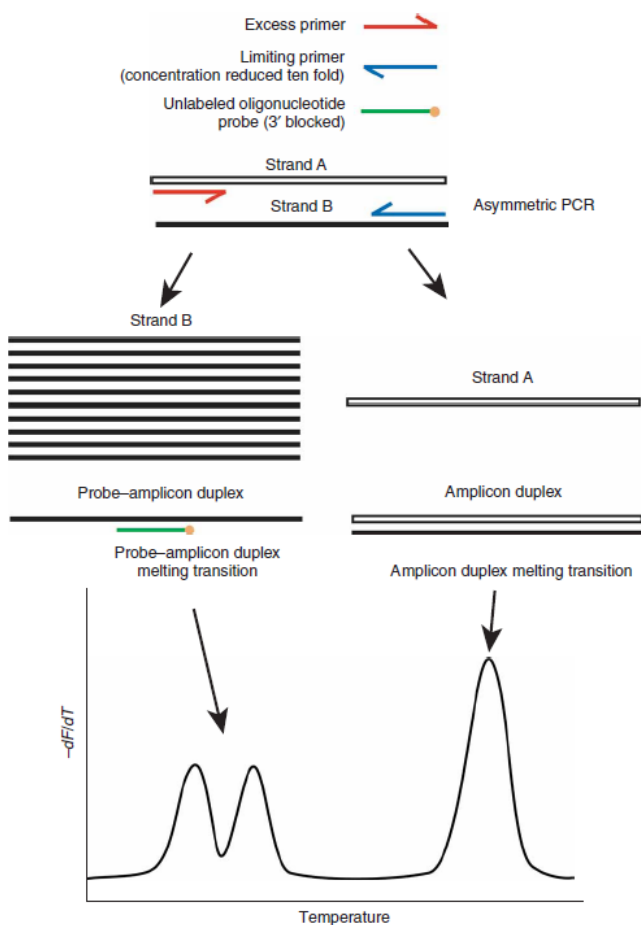 Excess primer
Limiting primer
(concentration reduced ten fold)
Unlabeled oligonucleotide
probe (3′ blocked)
Strand A
Strand B
Asymmetric PCR
Strand B
Strand A
Probe–amplicon duplex
Amplicon duplex
Probe–amplicon duplex
melting transition
Amplicon duplex melting transition
–dF/dT
Temperature